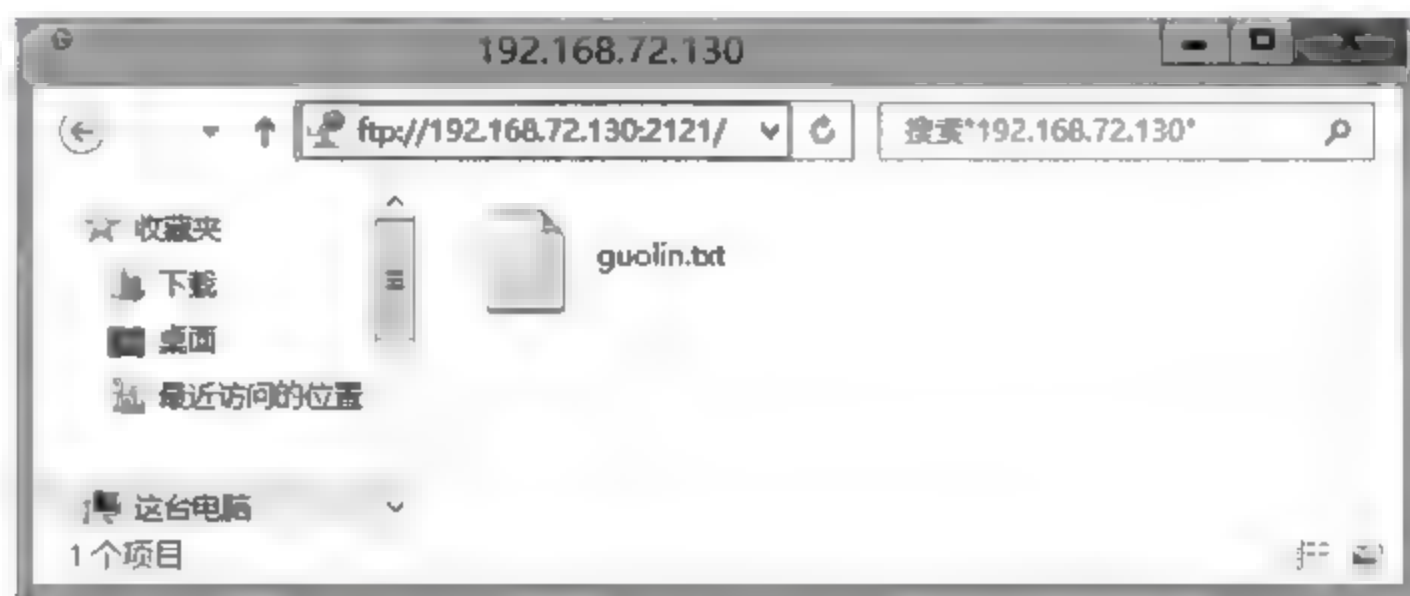 192.168.72.130
ftp://192.168.72.130:2121/
搜索"192.168.72.130"
收藏夹
guolin.txt
下载
桌面
最近访问的位置
这台电脑
1 个项目